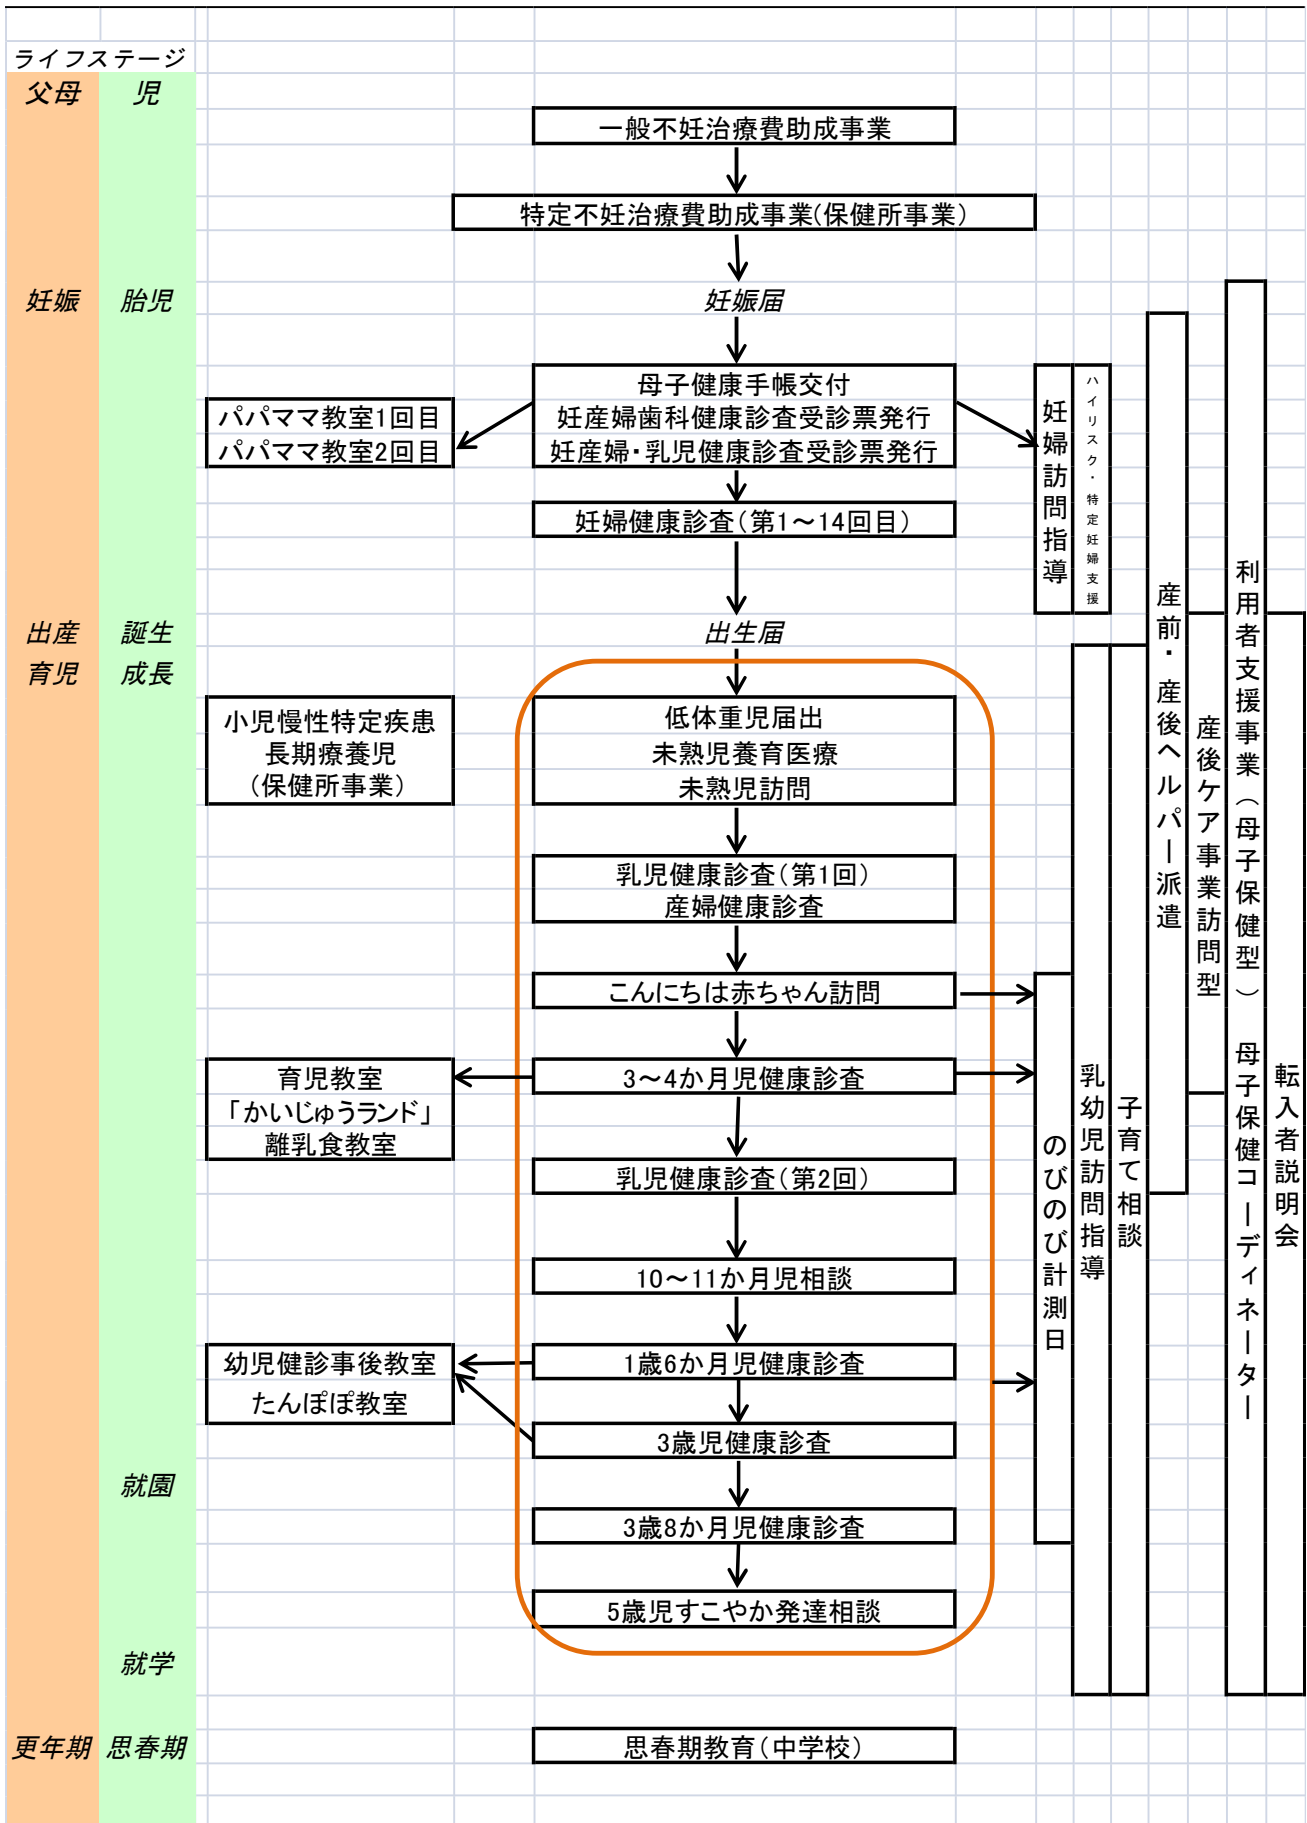 ライフステージ
父母 児
一般不妊治療費助成事業
特定不妊治療費助成事業(保健所事業)
妊娠 胎児
妊娠届
母子健康手帳交付
妊産婦歯科健康診査受診票発行
妊産婦・乳児健康診査受診票発行
パパママ教室1回目
パパママ教室2回目
妊婦訪問指導
ハイリスク・特定妊婦支援
妊婦健康診査(第1～14回目)
出産 誕生
出生届
育児 成長
小児慢性特定疾患
長期療養児
(保健所事業)
低体重児届出
未熟児養育医療
未熟児訪問
乳児健康診査(第1回)
産婦健康診査
こんにちは赤ちゃん訪問
育児教室
「かいじゅうランド」
離乳食教室
3～4か月児健康診査
乳児健康診査(第2回)
10～11か月児相談
幼児健診事後教室
たんぽぽ教室
1歳6か月児健康診査
3歳児健康診査
就園
3歳8か月児健康診査
5歳児すこやか発達相談
就学
のびのび計測日
乳幼児訪問指導
子育て相談
産前・産後ヘルパー派遣
産後ケア事業訪問型
利用者支援事業(母子保健型) 母子保健コーディネーター
転入者説明会
更年期 思春期
思春期教育(中学校)